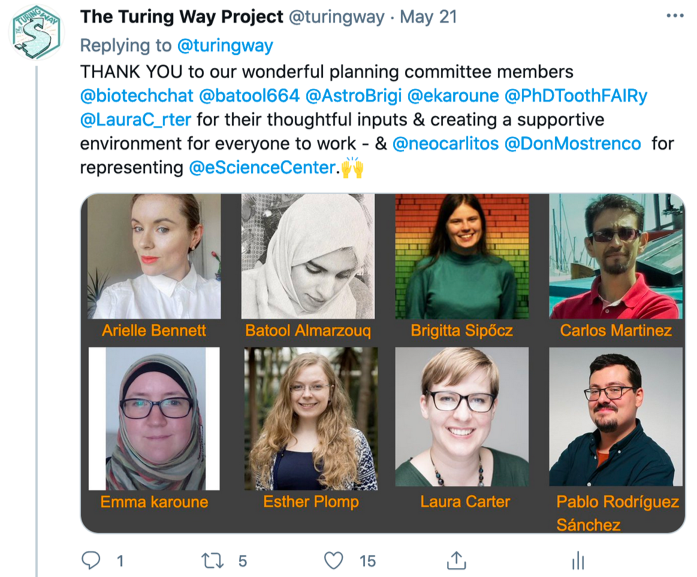 The Turing Way Project @turingway · May 21
Replying to @turingway
THANK YOU to our wonderful planning committee members
@biotechchat @batool664 @AstroBrigi @ekaroune @PhDToothFAIRy
@LauraC_rter for their thoughtful inputs & creating a supportive
environment for everyone to work - & @neocarlitos @DonMostrenco for
representing @eScienceCenter.🙌
Arielle Bennett
Batool Almarzouq
Brigitta Sipőcz
Carlos Martinez
Emma karoune
Esther Plomp
Laura Carter
Pablo Rodríguez
Sánchez
1 5 15